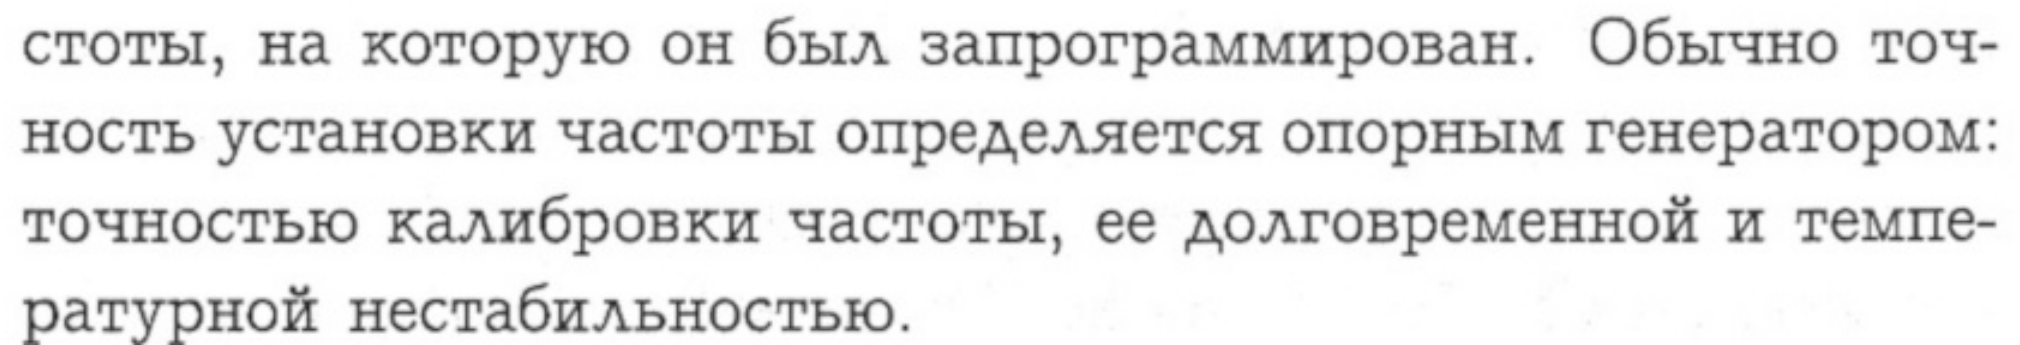 стоты, на которую он был запрограммирован. Обычно точ-
ность установки частоты определяется опорным генератором:
точностью калибровки частоты, ее долговременной и темпе-
ратурной нестабильностью.